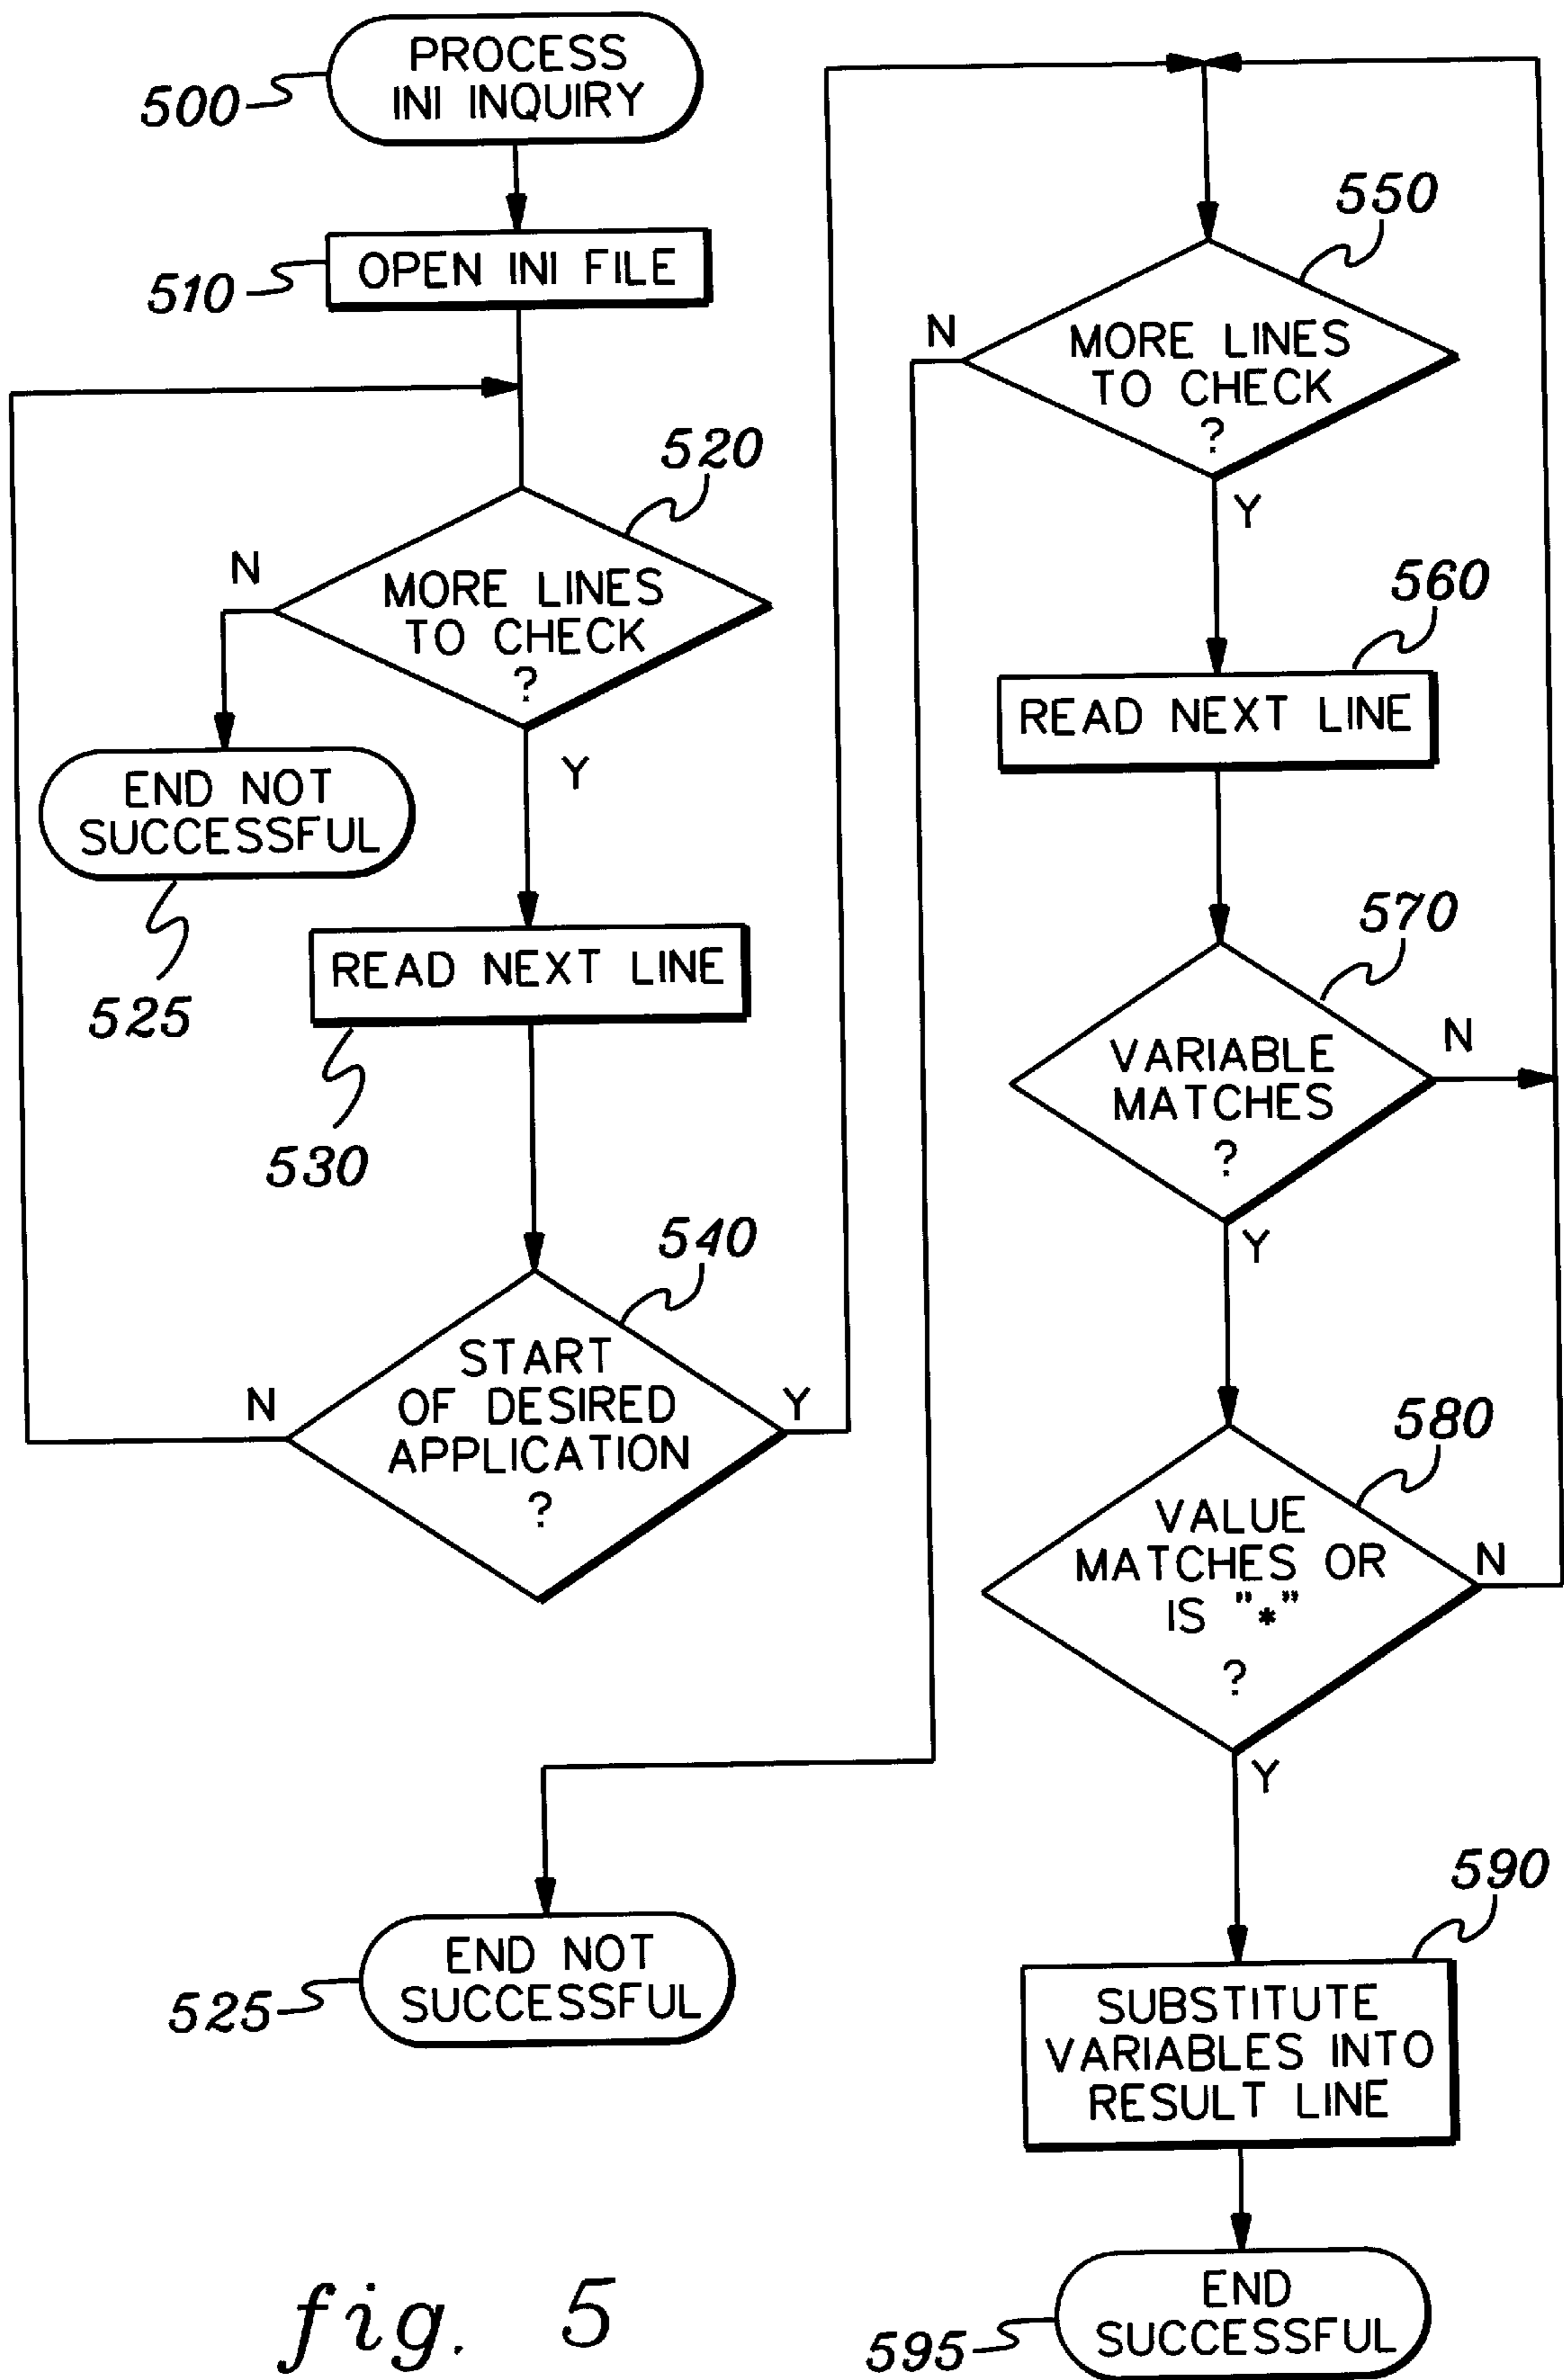 PROCESS
INI INQUIRY
500
OPEN INI FILE
510
520
N
MORE LINES
TO CHECK
?
Y
END NOT
SUCCESSFUL
525
READ NEXT LINE
530
540
START
OF DESIRED
APPLICATION
?
N
Y
550
N
MORE LINES
TO CHECK
?
Y
560
READ NEXT LINE
570
VARIABLE
MATCHES
?
N
Y
580
VALUE
MATCHES OR
IS "*"
?
N
Y
590
SUBSTITUTE
VARIABLES INTO
RESULT LINE
END
SUCCESSFUL
595
END NOT
SUCCESSFUL
525
fig. 5